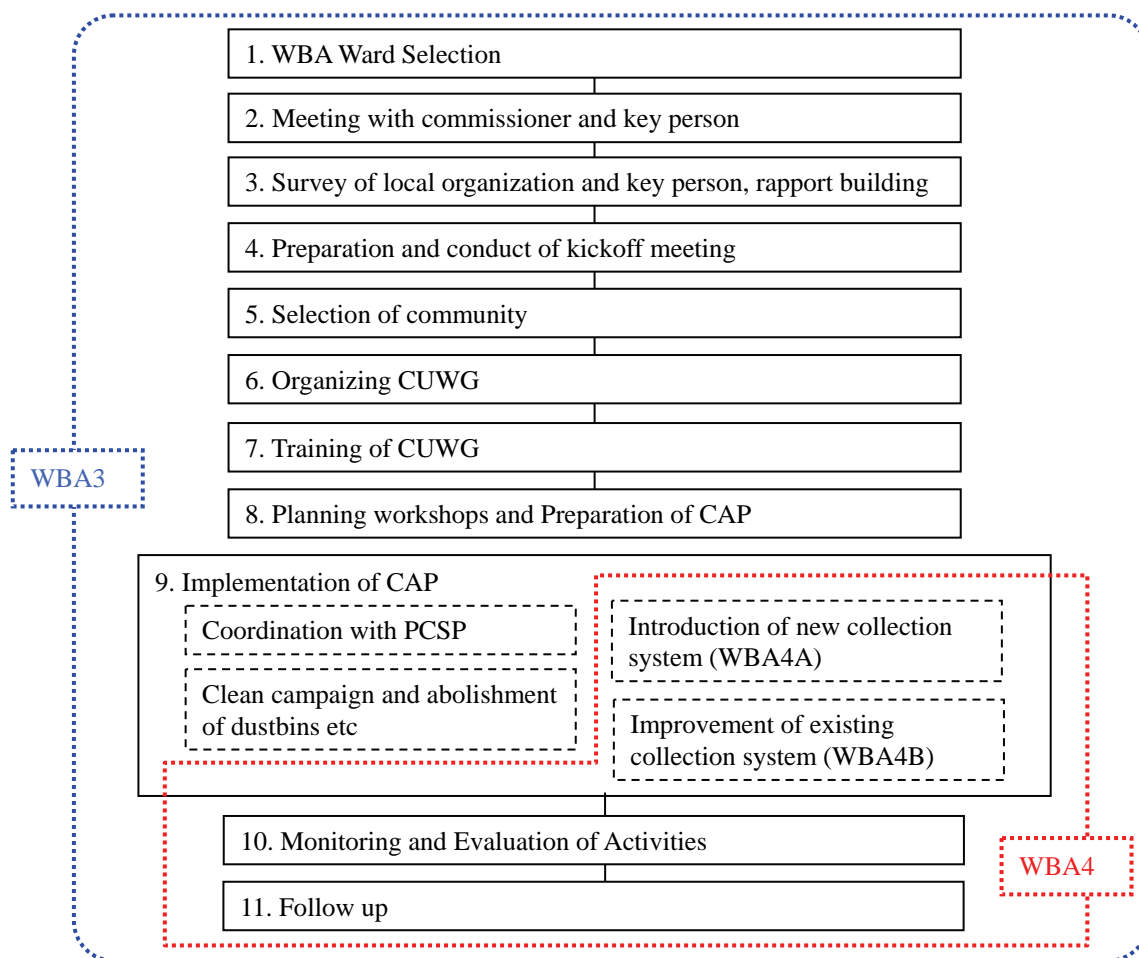 1. WBA Ward Selection
2. Meeting with commissioner and key person
3. Survey of local organization and key person, rapport building
4. Preparation and conduct of kickoff meeting
5. Selection of community
6. Organizing CUWG
7. Training of CUWG
WBA3
8. Planning workshops and Preparation of CAP
9. Implementation of CAP
Coordination with PCSP
Clean campaign and abolishment
of dustbins etc
Introduction of new collection
system (WBA4A)
Improvement of existing
collection system (WBA4B)
10. Monitoring and Evaluation of Activities
WBA4
11. Follow up